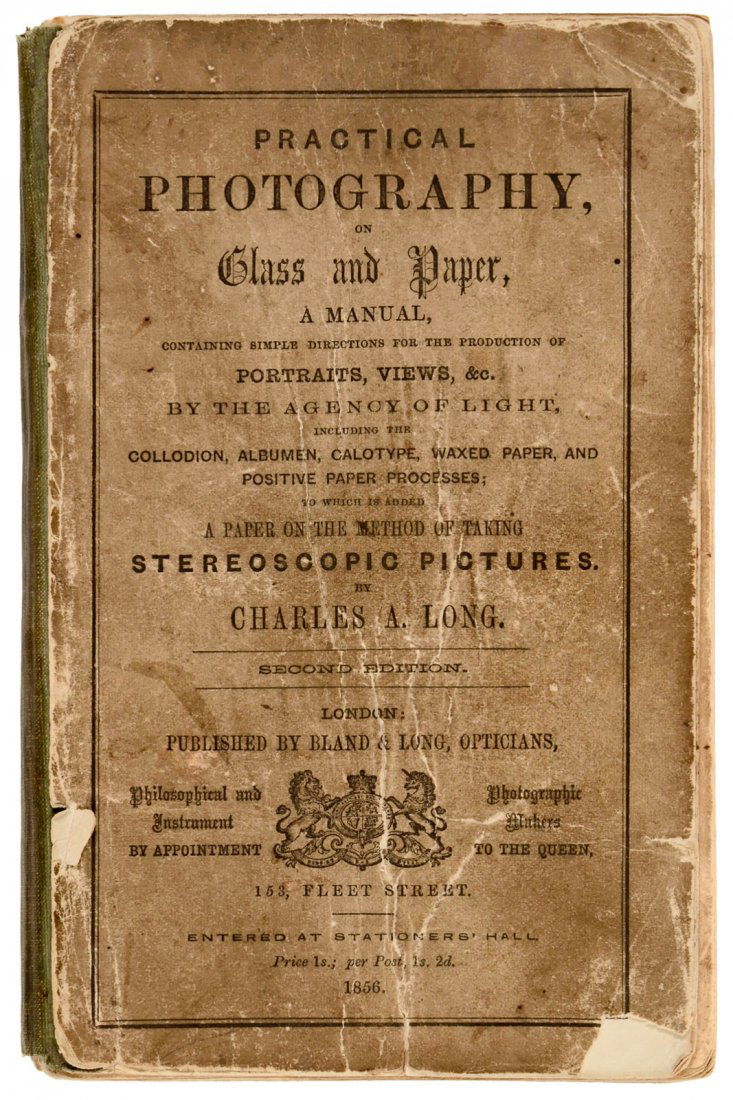 PRACTICAL
PHOTOGRAPHY,
ON
Glass and Paper,
A MANUAL,
CONTAINING SIMPLE DIRECTIONS FOR THE PRODUCTION OF
PORTRAITS, VIEWS, &c.
BY THE AGENCY OF LIGHT,
INCLUDING THE
COLLODION, ALBUMEN, CALOTYPE, WAXED PAPER, AND
POSITIVE PAPER PROCESSES;
TO WHICH IS ADDED
A PAPER ON THE METHOD OF TAKING
STEREOSCOPIC PICTURES.
BY
CHARLES A. LONG.
SECOND EDITION.
LONDON:
PUBLISHED BY BLAND & LONG, OPTICIANS,
Philosophical and Photographic
Instrument Makers
BY APPOINTMENT TO THE QUEEN,
153, FLEET STREET.
ENTERED AT STATIONERS' HALL.
Price 1s.; per Post, 1s. 2d.
1856.